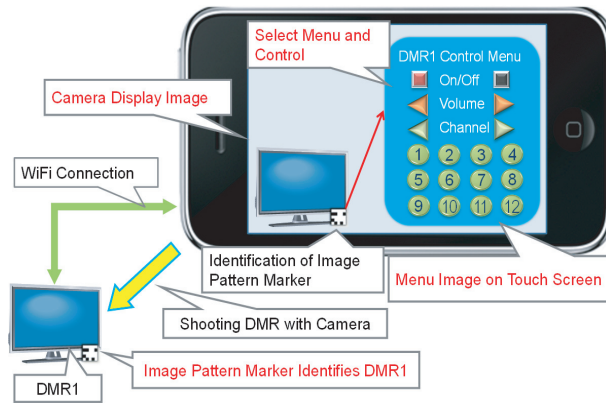 Select Menu and
Control
DMR1 Control Menu
On/Off
Volume
Channel
1 2 3 4
5 6 7 8
9 10 11 12
Camera Display Image
WiFi Connection
Identification of Image
Pattern Marker
Menu Image on Touch Screen
Shooting DMR with Camera
Image Pattern Marker Identifies DMR1
DMR1